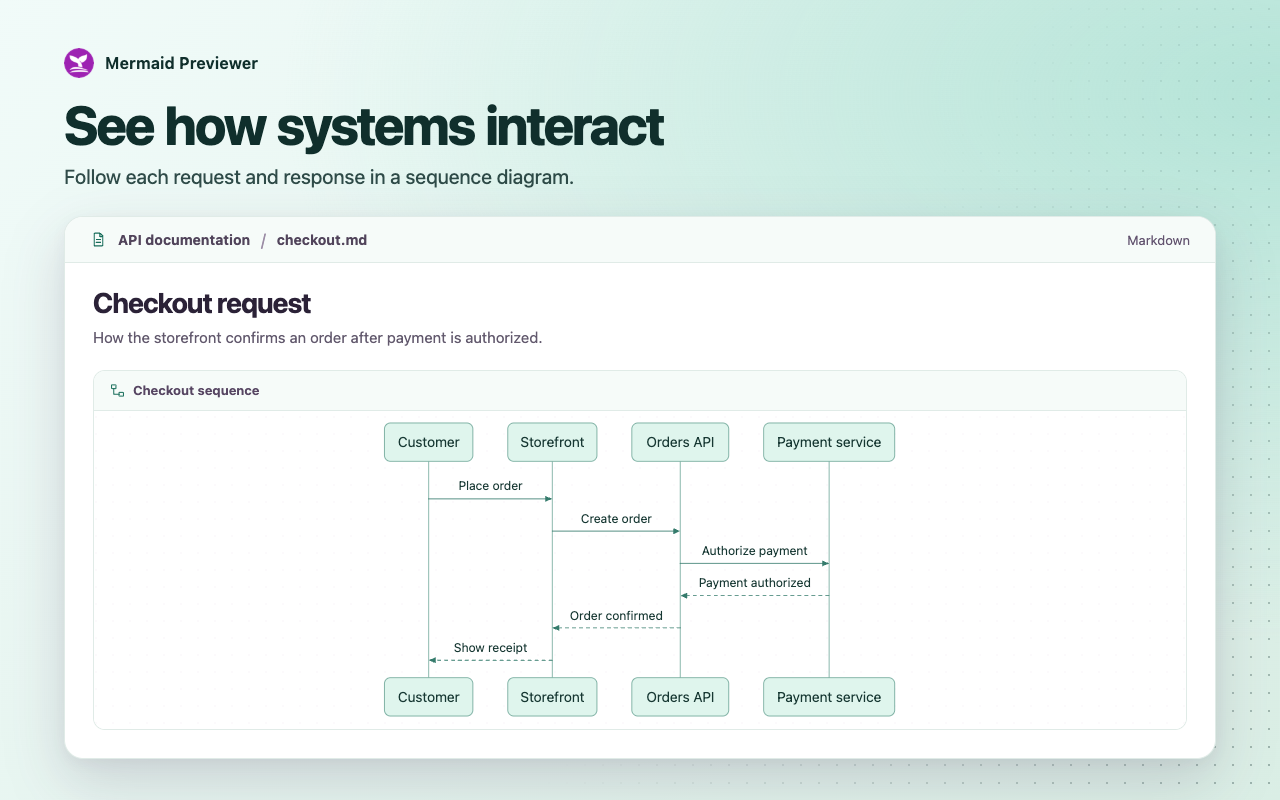 Mermaid Previewer
See how systems interact
Follow each request and response in a sequence diagram.
API documentation / checkout.md
Markdown
Checkout request
How the storefront confirms an order after payment is authorized.
Checkout sequence
Customer
Storefront
Orders API
Payment service
Place order
Create order
Authorize payment
Payment authorized
Order confirmed
Show receipt
Customer
Storefront
Orders API
Payment service